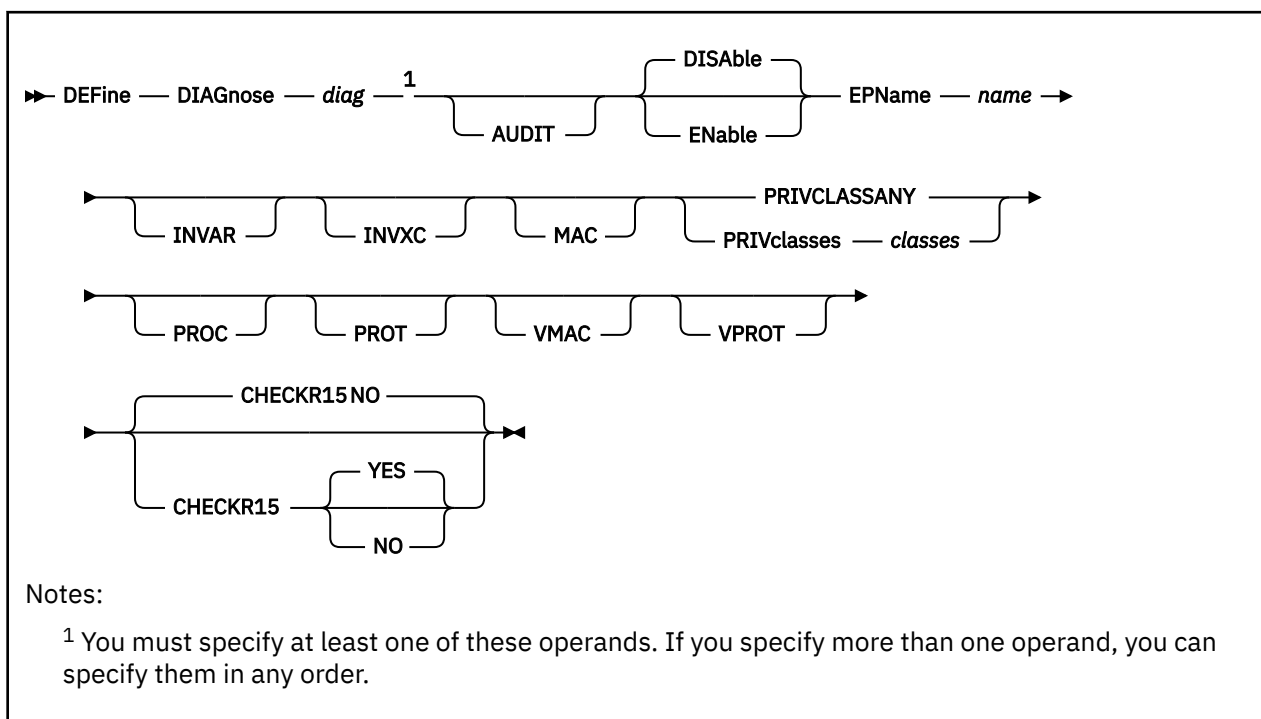 DISAble
DEFine DIAGnose diag 1 EPName name
AUDIT ENable
PRIVCLASSANY
INVAR INVXC MAC PRIVclasses classes
PROC PROT VMAC VPROT
CHECKR15 NO
YES
CHECKR15
NO
Notes:
1 You must specify at least one of these operands. If you specify more than one operand, you can
specify them in any order.